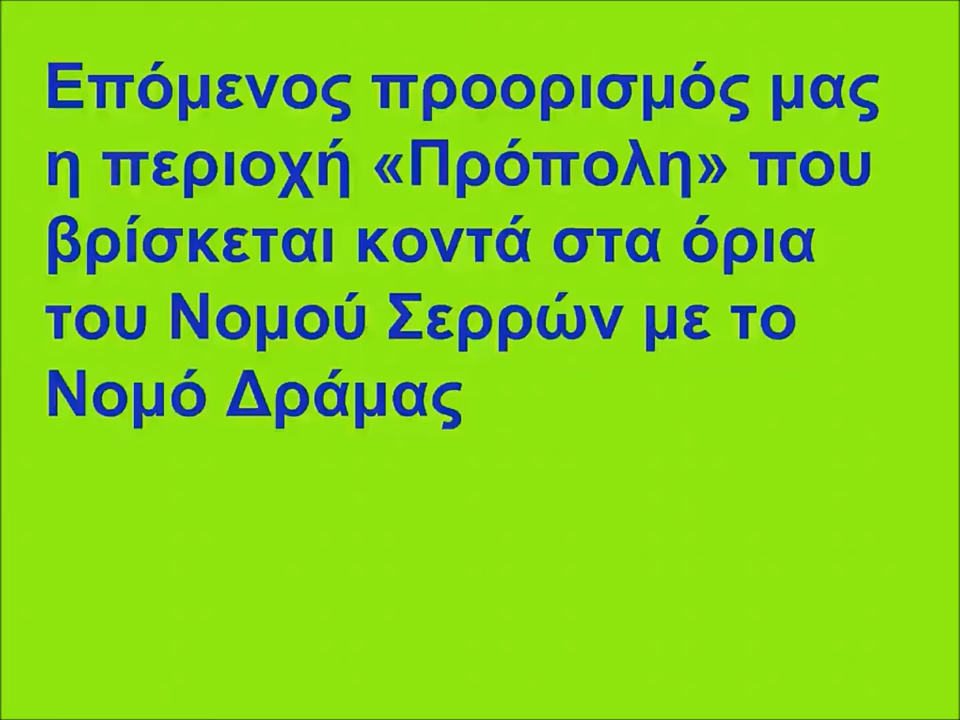 Επόμενος προορισμός μας
η περιοχή «Πρόπολη» που
βρίσκεται κοντά στα όρια
του Νομού Σερρών με το
Νομό Δράμας